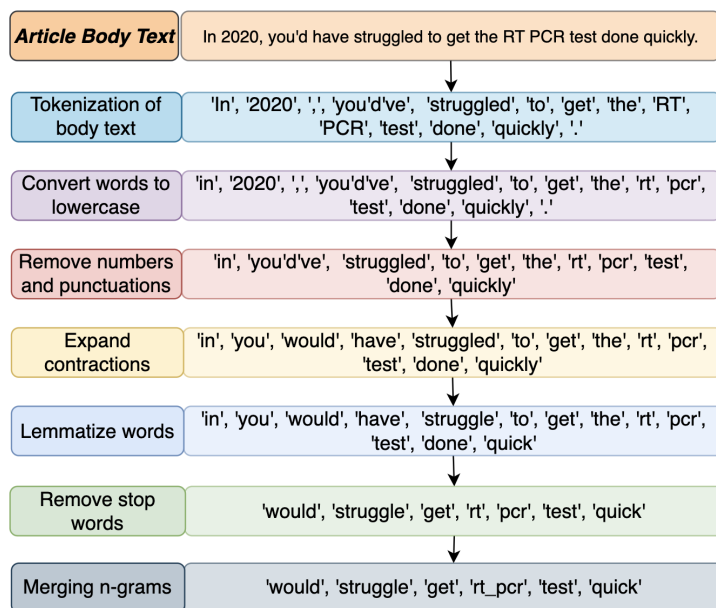 Article Body Text
In 2020, you'd have struggled to get the RT PCR test done quickly.
Tokenization of
body text
'In', '2020', ',', 'you'd've',  'struggled', 'to', 'get', 'the', 'RT',
'PCR', 'test', 'done', 'quickly', '.'
Convert words to
lowercase
'in', '2020', ',', 'you'd've',  'struggled', 'to', 'get', 'the', 'rt', 'pcr',
'test', 'done', 'quickly', '.'
Remove numbers
and punctuations
'in', 'you'd've',  'struggled', 'to', 'get', 'the', 'rt', 'pcr', 'test',
'done', 'quickly'
Expand
contractions
'in', 'you', 'would', 'have', 'struggled', 'to', 'get', 'the', 'rt', 'pcr',
'test', 'done', 'quickly'
Lemmatize words
'in', 'you', 'would', 'have',  'struggle', 'to', 'get', 'the', 'rt', 'pcr',
'test', 'done', 'quick'
Remove stop
words
'would', 'struggle', 'get', 'rt', 'pcr', 'test', 'quick'
Merging n-grams
'would', 'struggle', 'get', 'rt_pcr', 'test', 'quick'